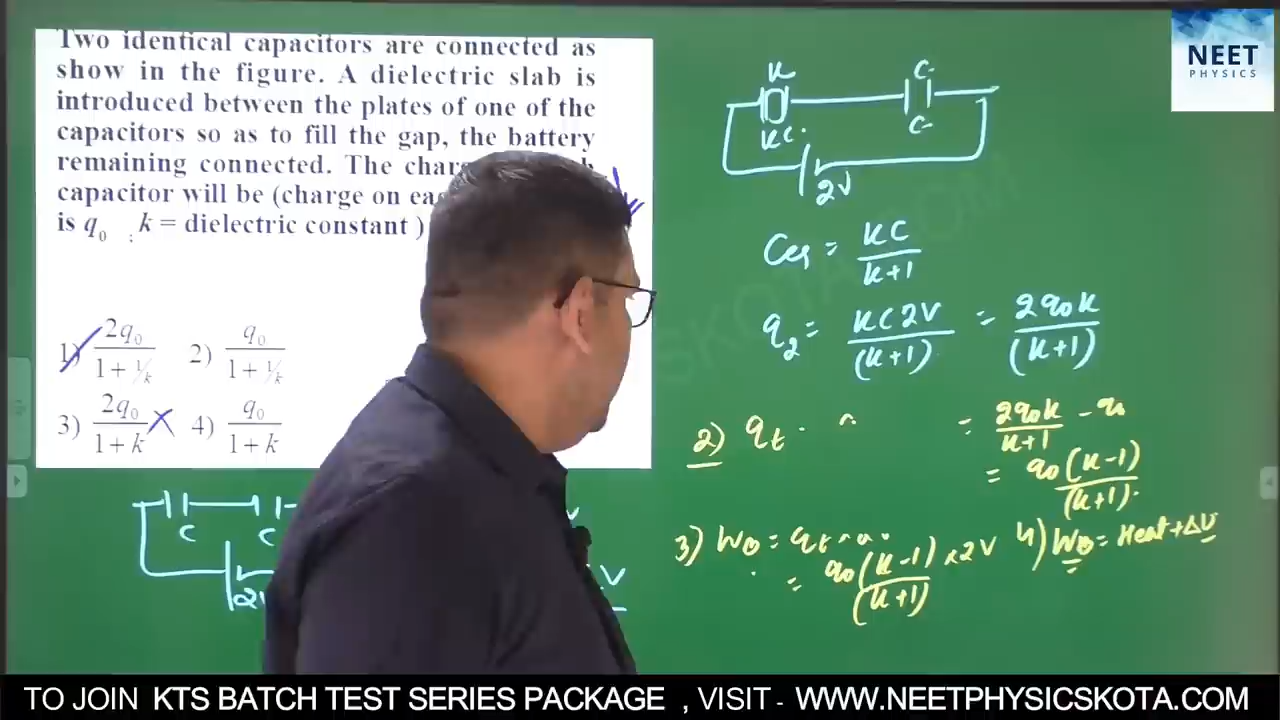 Two identical capacitors are connected as
show in the figure. A dielectric slab is
introduced between the plates of one of the
capacitors so as to fill the gap, the battery
remaining connected. The
capacitor will be (charge on
is q₀ ; k = dielectric constant )
1) 2q₀/(1 + 1/k) 2) q₀/(1 + 1/k)
3) 2q₀/(1 + k) 4) q₀/(1 + k)
C C
2V
K C
KC C
2V
Ceq = KC/(K+1)
q₂ = KC2V/(K+1) = 2q₀K/(K+1)
2) qt = 2q₀K/(K+1) - q₀
= q₀(K-1)/(K+1)
3) WB = qt
= q₀(K-1)/(K+1) × 2V
4) WB = Heat + ΔU
V
NEET
PHYSICS
TO JOIN KTS BATCH TEST SERIES PACKAGE , VISIT - WWW.NEETPHYSICSKOTA.COM